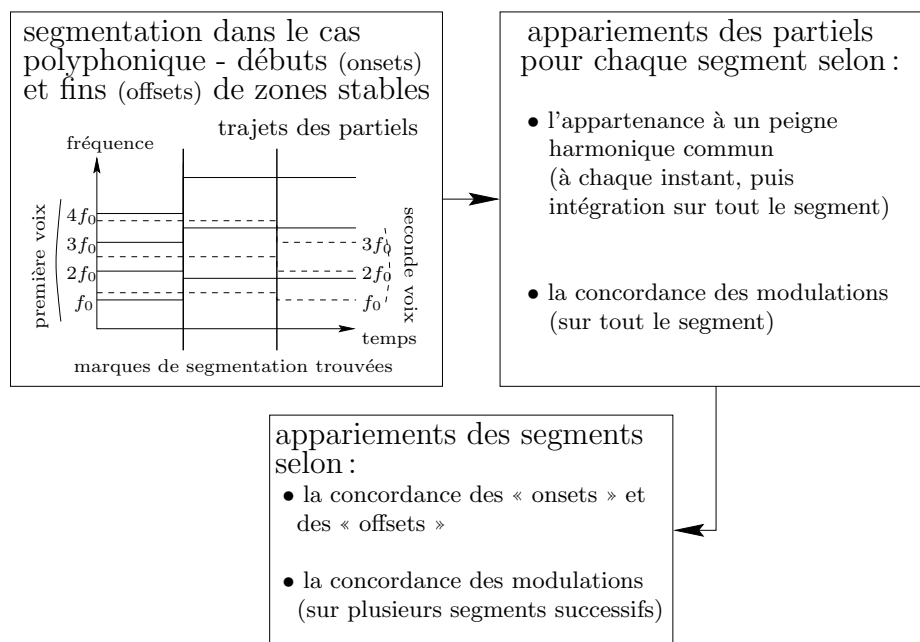 segmentation dans le cas
polyphonique - débuts (onsets)
et fins (offsets) de zones stables
trajets des partiels
fréquence
première voix
4f₀
3f₀
2f₀
f₀
3f₀
2f₀
f₀
seconde voix
temps
marques de segmentation trouvées
appariements des partiels
pour chaque segment selon :
• l'appartenance à un peigne
harmonique commun
(à chaque instant, puis
intégration sur tout le segment)
• la concordance des modulations
(sur tout le segment)
appariements des segments
selon :
• la concordance des « onsets » et
des « offsets »
• la concordance des modulations
(sur plusieurs segments successifs)